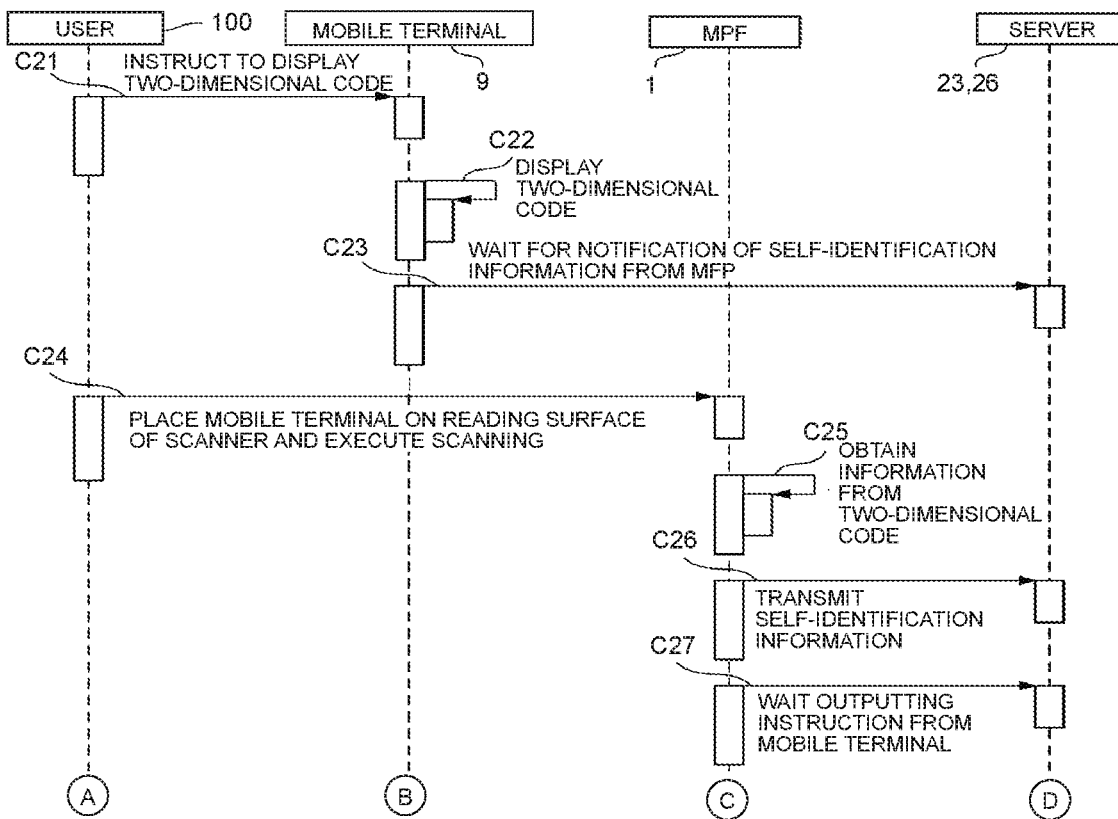 USER
100
MOBILE TERMINAL
9
MPF
1
SERVER
23,26
C21
INSTRUCT TO DISPLAY
TWO-DIMENSIONAL CODE
C22
DISPLAY
TWO-DIMENSIONAL
CODE
C23
WAIT FOR NOTIFICATION OF SELF-IDENTIFICATION
INFORMATION FROM MFP
C24
PLACE MOBILE TERMINAL ON READING SURFACE
OF SCANNER AND EXECUTE SCANNING
C25
OBTAIN
INFORMATION
FROM
TWO-DIMENSIONAL
CODE
C26
TRANSMIT
SELF-IDENTIFICATION
INFORMATION
C27
WAIT OUTPUTTING
INSTRUCTION FROM
MOBILE TERMINAL
A
B
C
D